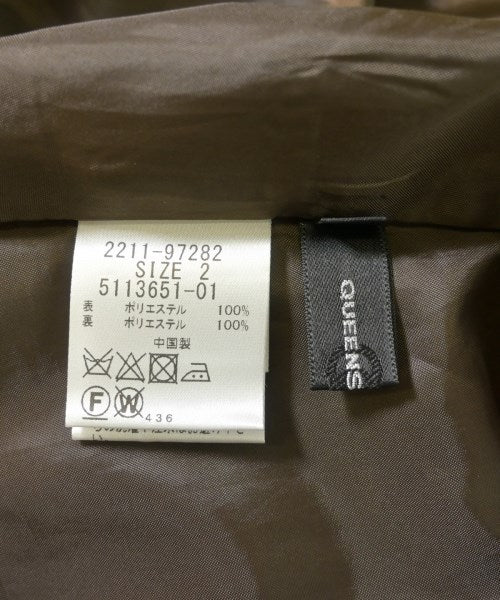 2211-97282
SIZE 2
5113651-01
表 ポリエステル 100%
裏 ポリエステル 100%
中国製
F W
436
QUEENS